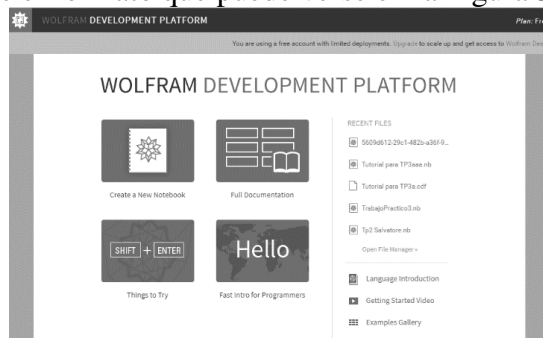 WOLFRAM DEVELOPMENT PLATFORM
Plan: Fre
You are using a free account with limited deployments. Upgrade to scale up and get access to Wolfram Des
WOLFRAM DEVELOPMENT PLATFORM
Create a New Notebook
Full Documentation
SHIFT + ENTER
Things to Try
Hello
Fast Intro for Programmers
RECENT FILES
5609d612-29c1-482b-a36f-9...
Tutorial para TP3aaa.nb
Tutorial para TP3a.cdf
TrabajoPractico3.nb
Tp2 Salvatore.nb
Open File Manager »
Language Introduction
Getting Started Video
Examples Gallery